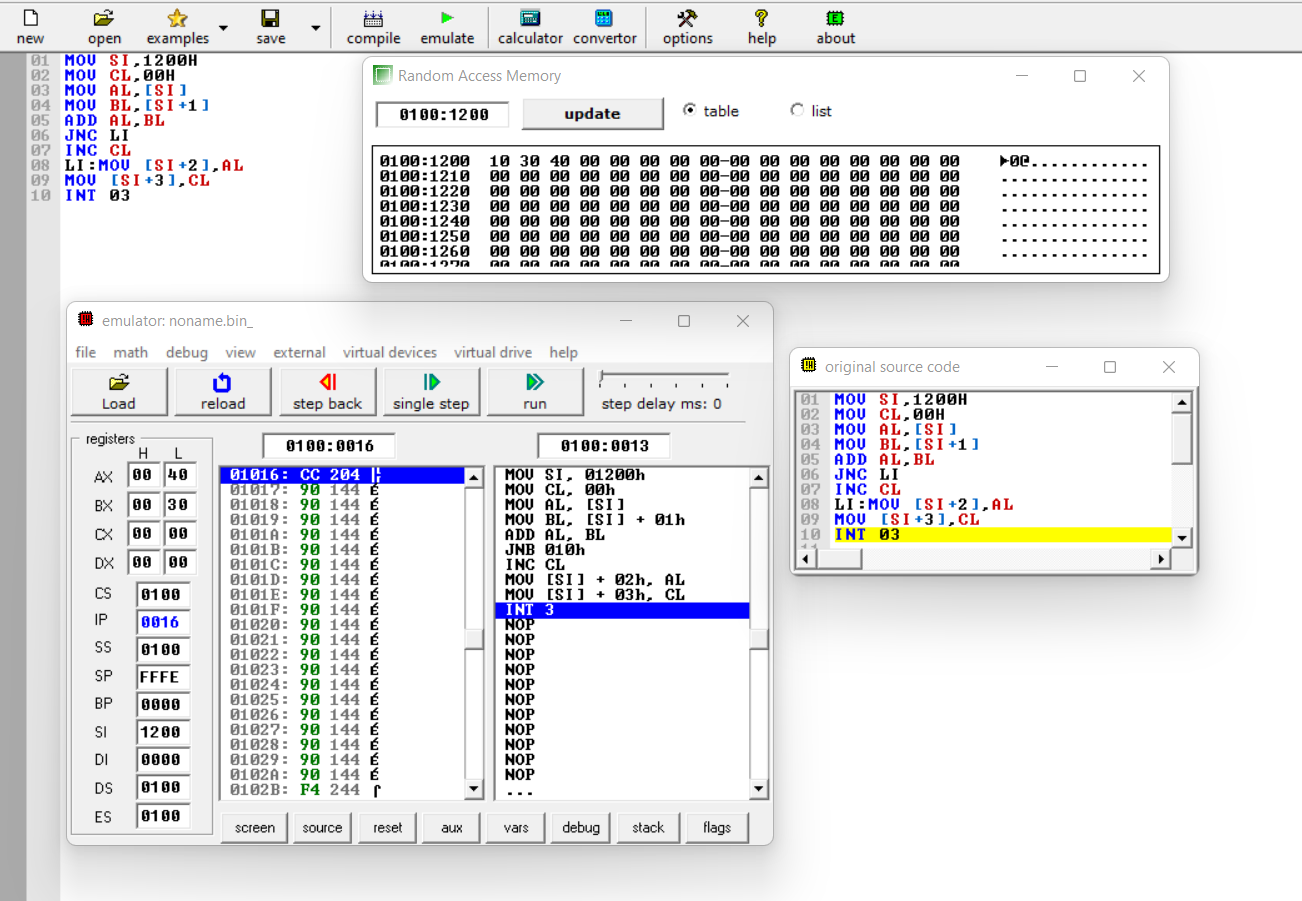 new open examples save compile emulate calculator convertor options help about
01 MOV SI,1200H
02 MOV CL,00H
03 MOV AL,[SI]
04 MOV BL,[SI+1]
05 ADD AL,BL
06 JNC LI
07 INC CL
08 LI:MOV [SI+2],AL
09 MOV [SI+3],CL
10 INT 03
Random Access Memory
0100:1200 update table list
0100:1200 10 30 40 00 00 00 00 00-00 00 00 00 00 00 00 00 ►0@.............
0100:1210 00 00 00 00 00 00 00 00-00 00 00 00 00 00 00 00 ................
0100:1220 00 00 00 00 00 00 00 00-00 00 00 00 00 00 00 00 ................
0100:1230 00 00 00 00 00 00 00 00-00 00 00 00 00 00 00 00 ................
0100:1240 00 00 00 00 00 00 00 00-00 00 00 00 00 00 00 00 ................
0100:1250 00 00 00 00 00 00 00 00-00 00 00 00 00 00 00 00 ................
0100:1260 00 00 00 00 00 00 00 00-00 00 00 00 00 00 00 00 ................
0100:1270 00 00 00 00 00 00 00 00-00 00 00 00 00 00 00 00
emulator: noname.bin_
file math debug view external virtual devices virtual drive help
Load reload step back single step run step delay ms: 0
registers
H L
AX 00 40
BX 00 30
CX 00 00
DX 00 00
CS 0100
IP 0016
SS 0100
SP FFFE
BP 0000
SI 1200
DI 0000
DS 0100
ES 0100
0100:0016
01016: CC 204 ╠
01017: 90 144 É
01018: 90 144 É
01019: 90 144 É
0101A: 90 144 É
0101B: 90 144 É
0101C: 90 144 É
0101D: 90 144 É
0101E: 90 144 É
0101F: 90 144 É
01020: 90 144 É
01021: 90 144 É
01022: 90 144 É
01023: 90 144 É
01024: 90 144 É
01025: 90 144 É
01026: 90 144 É
01027: 90 144 É
01028: 90 144 É
01029: 90 144 É
0102A: 90 144 É
0102B: F4 244 ⌠
0100:0013
MOV SI, 01200h
MOV CL, 00h
MOV AL, [SI]
MOV BL, [SI] + 01h
ADD AL, BL
JNB 010h
INC CL
MOV [SI] + 02h, AL
MOV [SI] + 03h, CL
INT 3
NOP
NOP
NOP
NOP
NOP
NOP
NOP
NOP
NOP
NOP
NOP
...
screen source reset aux vars debug stack flags
original source code
01 MOV SI,1200H
02 MOV CL,00H
03 MOV AL,[SI]
04 MOV BL,[SI+1]
05 ADD AL,BL
06 JNC LI
07 INC CL
08 LI:MOV [SI+2],AL
09 MOV [SI+3],CL
10 INT 03